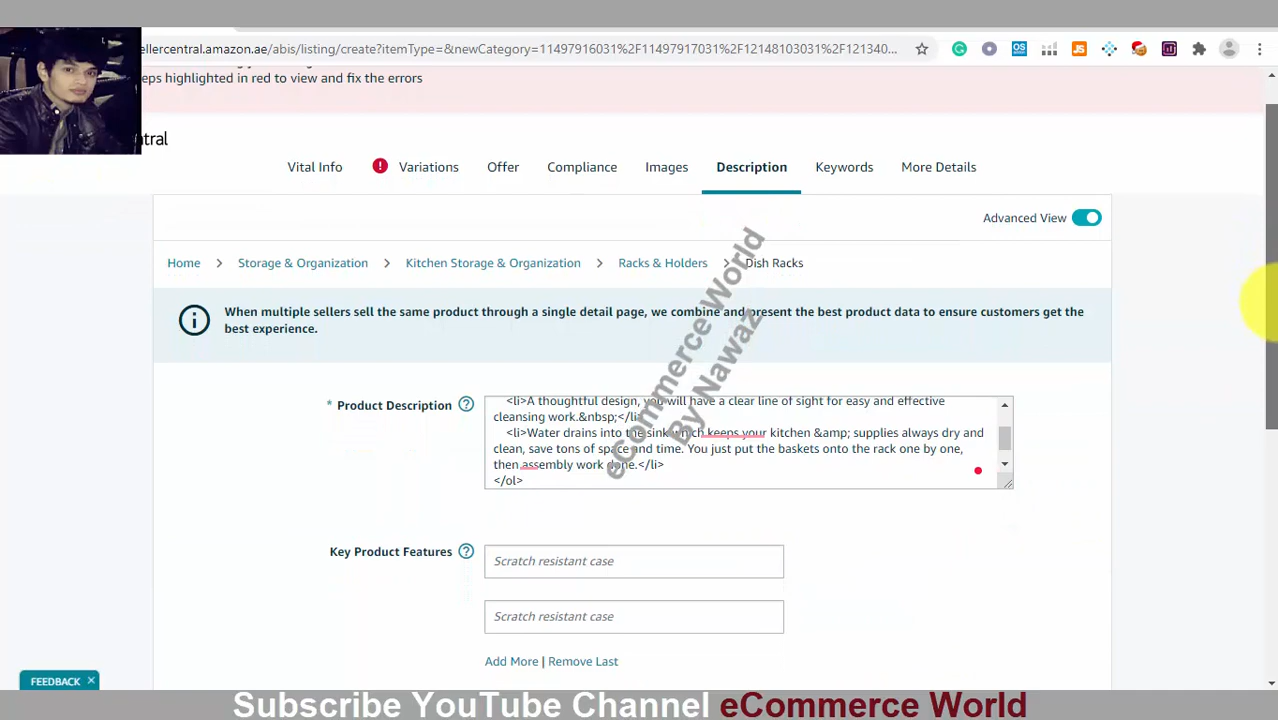 ellercentral.amazon.ae/abis/listing/create?itemType=&newCategory=11497916031%2F11497917031%2F12148103031%2F121340...
eps highlighted in red to view and fix the errors
ntral
Vital Info
Variations
Offer
Compliance
Images
Description
Keywords
More Details
Advanced View
Home > Storage & Organization > Kitchen Storage & Organization > Racks & Holders > Dish Racks
When multiple sellers sell the same product through a single detail page, we combine and present the best product data to ensure customers get the
best experience.
* Product Description
<li>A thoughtful design, you will have a clear line of sight for easy and effective
cleansing work.&nbsp;</li>
<li>Water drains into the sink which keeps your kitchen &amp; supplies always dry and
clean, save tons of space and time. You just put the baskets onto the rack one by one,
then assembly work done.</li>
</ol>
eCommerce World
By Nawaz
Key Product Features
Scratch resistant case
Scratch resistant case
Add More | Remove Last
FEEDBACK
Subscribe YouTube Channel eCommerce World